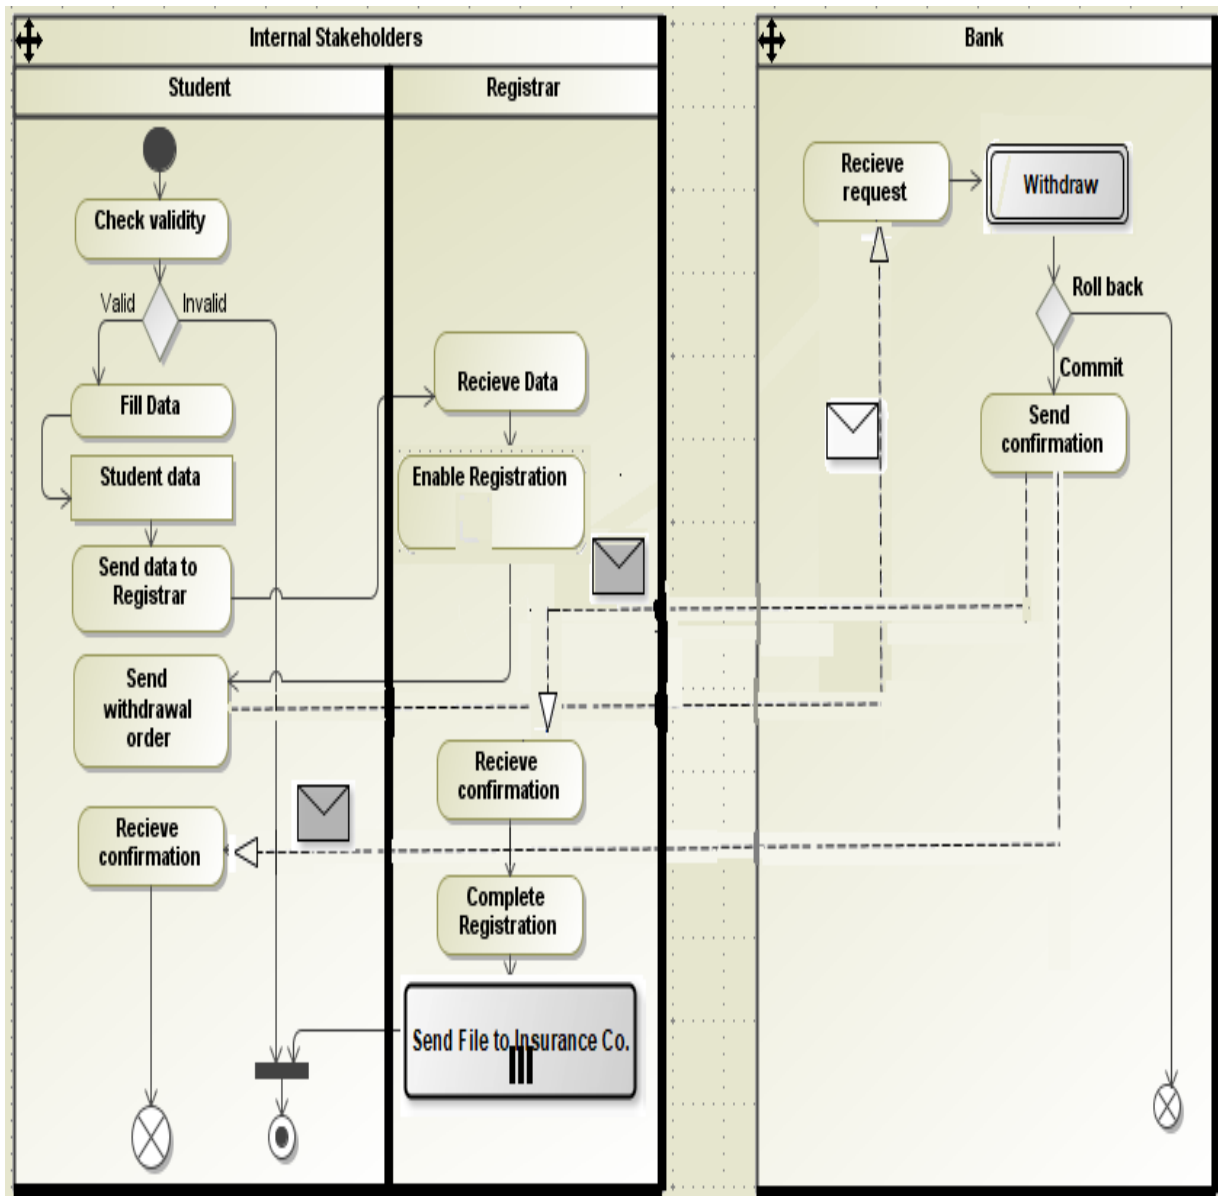 Internal Stakeholders
Student
Registrar
Check validity
Valid
Invalid
Fill Data
Student data
Send data to
Registrar
Send
withdrawal
order
Recieve
confirmation
Recieve Data
Enable Registration
Recieve
confirmation
Complete
Registration
Send File to Insurance Co.
Bank
Recieve
request
Withdraw
Roll back
Commit
Send
confirmation